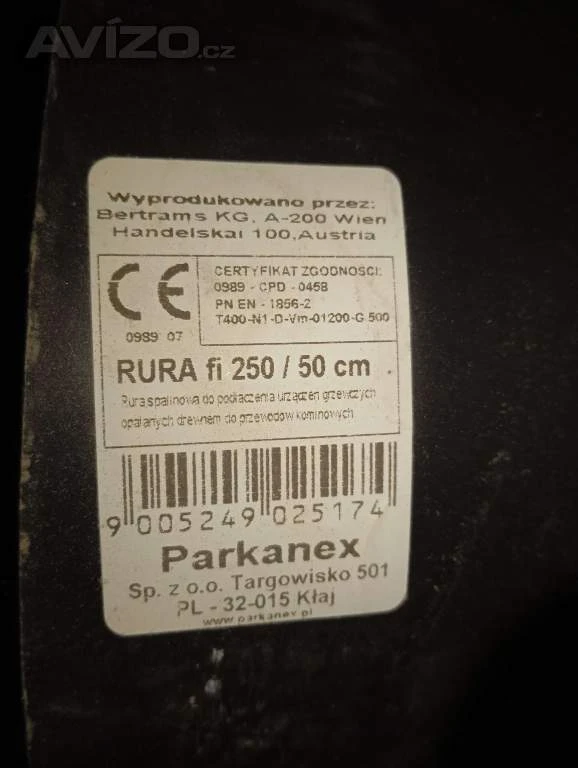 AVÍZO.cz
Wyprodukowano przez:
Bertrams KG, A-200 Wien
Handelskai 100, Austria
CE
0989 07
CERTYFIKAT ZGODNOŚCI:
0989 - CPD - 0458
PN EN - 1856-2
T400-N1-D-Vm-01200-G 500
RURA fi 250 / 50 cm
Rura spalinowa do podłączenia urządzeń grzewczych
opalanych drewnem do przewodów kominowych
9 005249 025174
Parkanex
Sp. z o.o. Targowisko 501
PL - 32-015 Kłaj
www.parkanex.pl